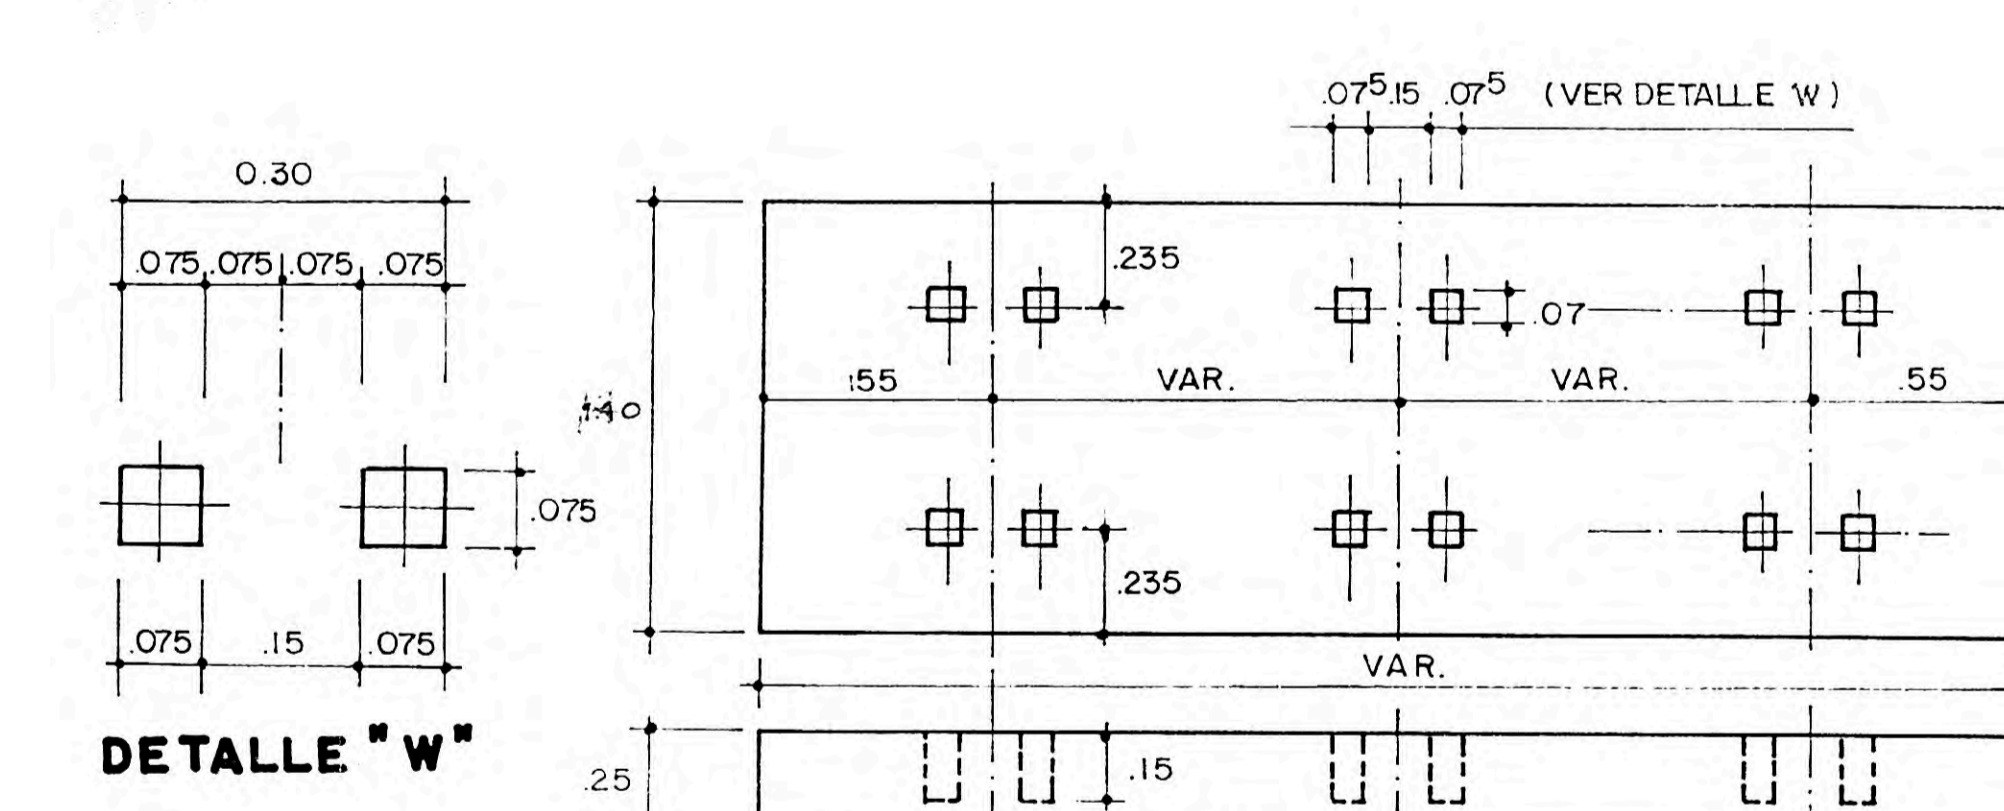 .07⁵ .15 .07⁵ (VER DETALLE W)
0.30
.075 .075 .075 .075
.235
.07
.55 VAR. VAR. .55
.075
.235
.075 .15 .075
VAR.
DETALLE "W"
.25
.15